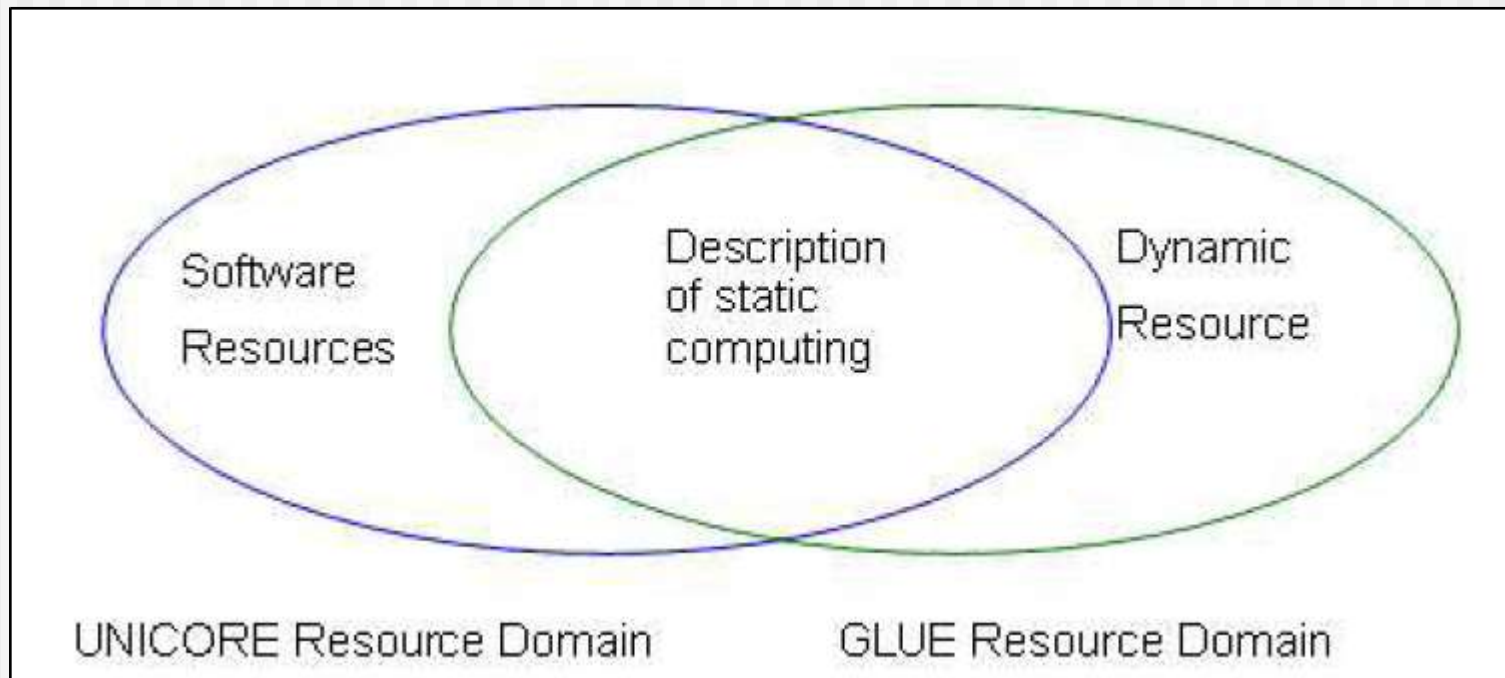 Software
Resources
Description
of static
computing
Dynamic
Resource
UNICORE Resource Domain
GLUE Resource Domain